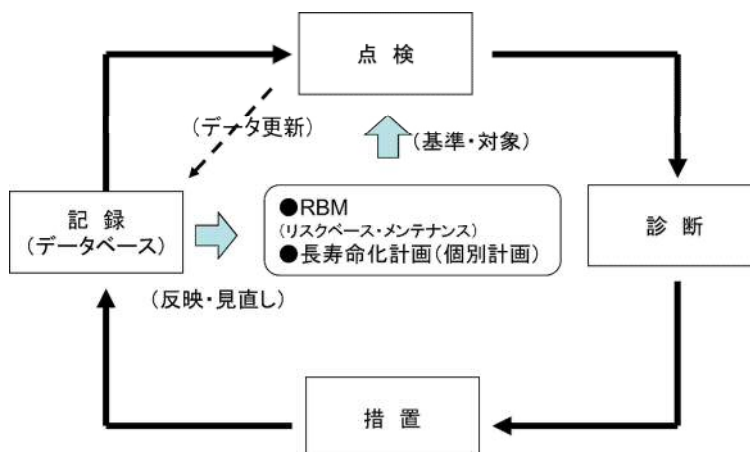 点 検
(データ更新)
(基準・対象)
記 録
(データベース)
●RBM
(リスクベース・メンテナンス)
●長寿命化計画(個別計画)
診 断
(反映・見直し)
措 置